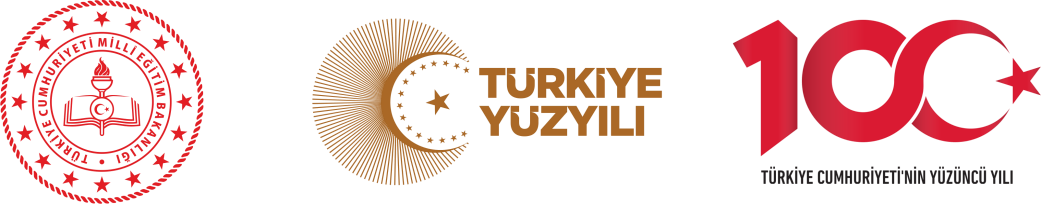 TÜRKİYE CUMHURİYETİ MİLLÎ EĞİTİM BAKANLIĞI
TÜRKİYE
YÜZYILI
100
TÜRKİYE CUMHURİYETİ'NİN YÜZÜNCÜ YILI